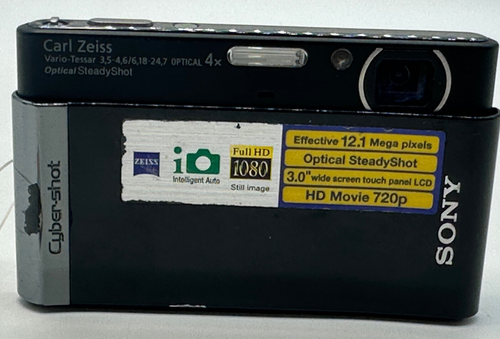 Carl Zeiss
Vario-Tessar 3,5-4,6/6,18-24,7 OPTICAL 4x
Optical SteadyShot
Cyber-shot
ZEISS
i
Intelligent Auto
Full HD
1080
Still image
Effective 12.1 Mega pixels
Optical SteadyShot
3.0" wide screen touch panel LCD
HD Movie 720p
SONY